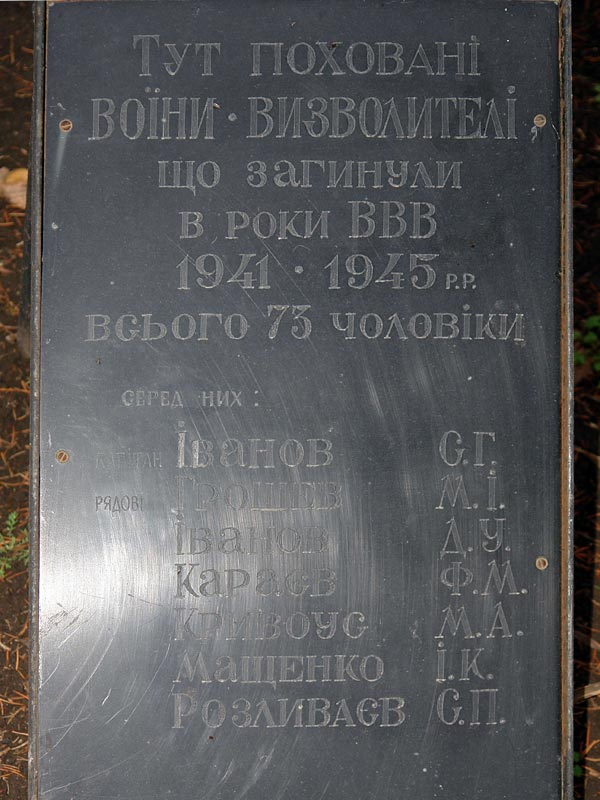 Тут поховані
воїни · визволителі,
що загинули
в роки ВВВ
1941 · 1945 р.р.
всього 73 чоловіки
серед них:
капітан Іванов Є.Г.
рядові Грошов М.І.
Іванов Д.У.
Караєв Ф.М.
Кривоус М.А.
Мащенко І.К.
Розливаєв С.П.